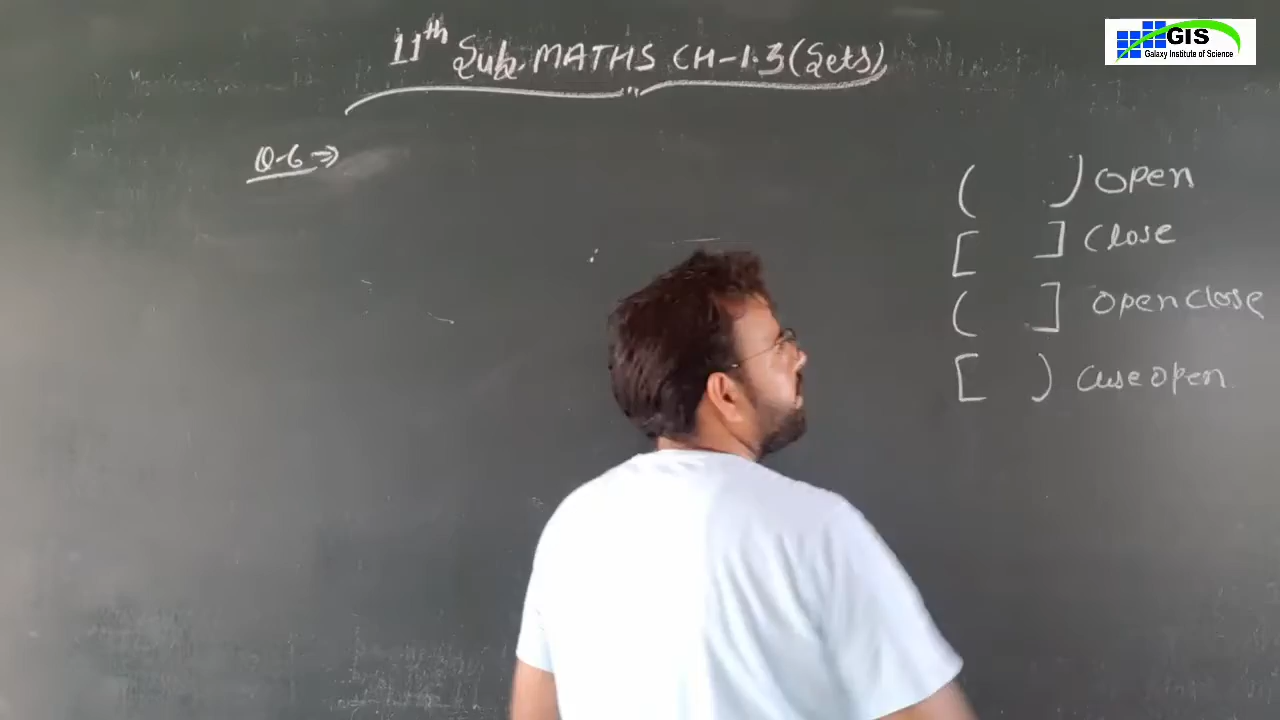 11th Sub. MATHS CH-1.3 (Sets)
GIS
Galaxy Institute of Science
Q-6 ⇒
( ) open
[ ] Close
( ] open close
[ ) close open